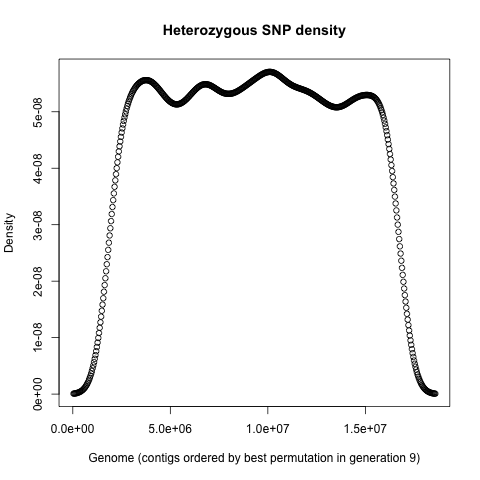 Heterozygous SNP density
Density
5e-08
4e-08
3e-08
2e-08
1e-08
0e+00
0.0e+00 5.0e+06 1.0e+07 1.5e+07
Genome (contigs ordered by best permutation in generation 9)